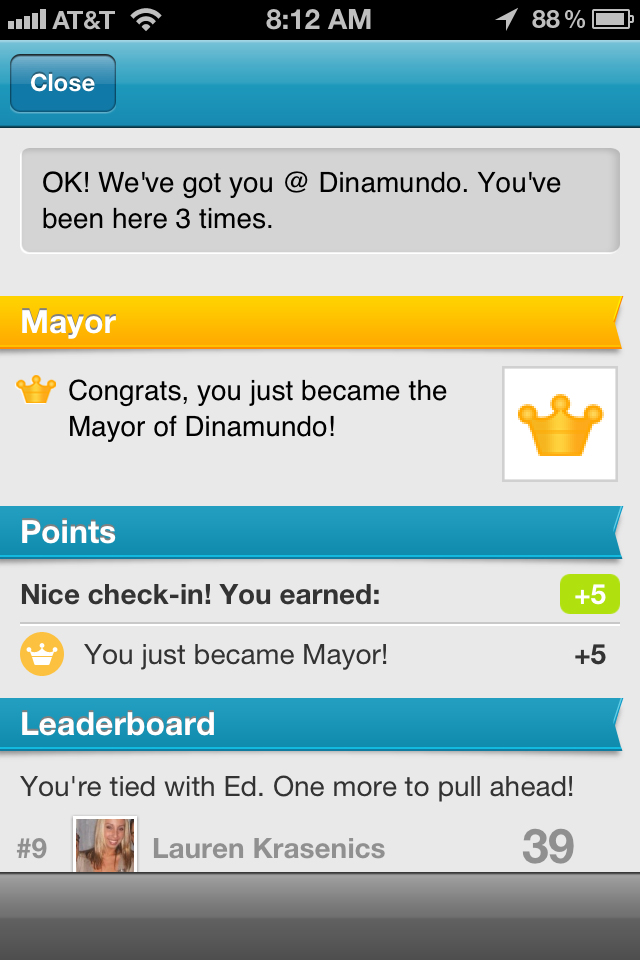 AT&T 8:12 AM 88 %
Close
OK! We've got you @ Dinamundo. You've
been here 3 times.
Mayor
Congrats, you just became the
Mayor of Dinamundo!
Points
Nice check-in! You earned: +5
You just became Mayor! +5
Leaderboard
You're tied with Ed. One more to pull ahead!
#9 Lauren Krasenics 39